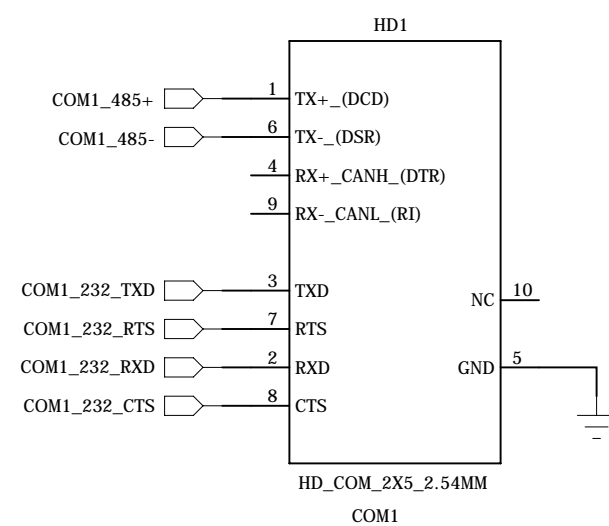 HD1
COM1_485+ 1 TX+_(DCD)
COM1_485- 6 TX-_(DSR)
4 RX+_CANH_(DTR)
9 RX-_CANL_(RI)
COM1_232_TXD 3 TXD
NC 10
COM1_232_RTS 7 RTS
COM1_232_RXD 2 RXD
GND 5
COM1_232_CTS 8 CTS
HD_COM_2X5_2.54MM
COM1